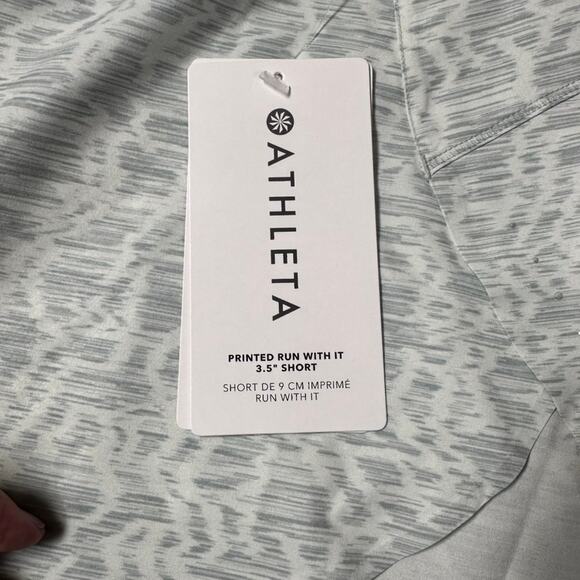 ATHLETA
PRINTED RUN WITH IT
3.5" SHORT
SHORT DE 9 CM IMPRIMÉ
RUN WITH IT